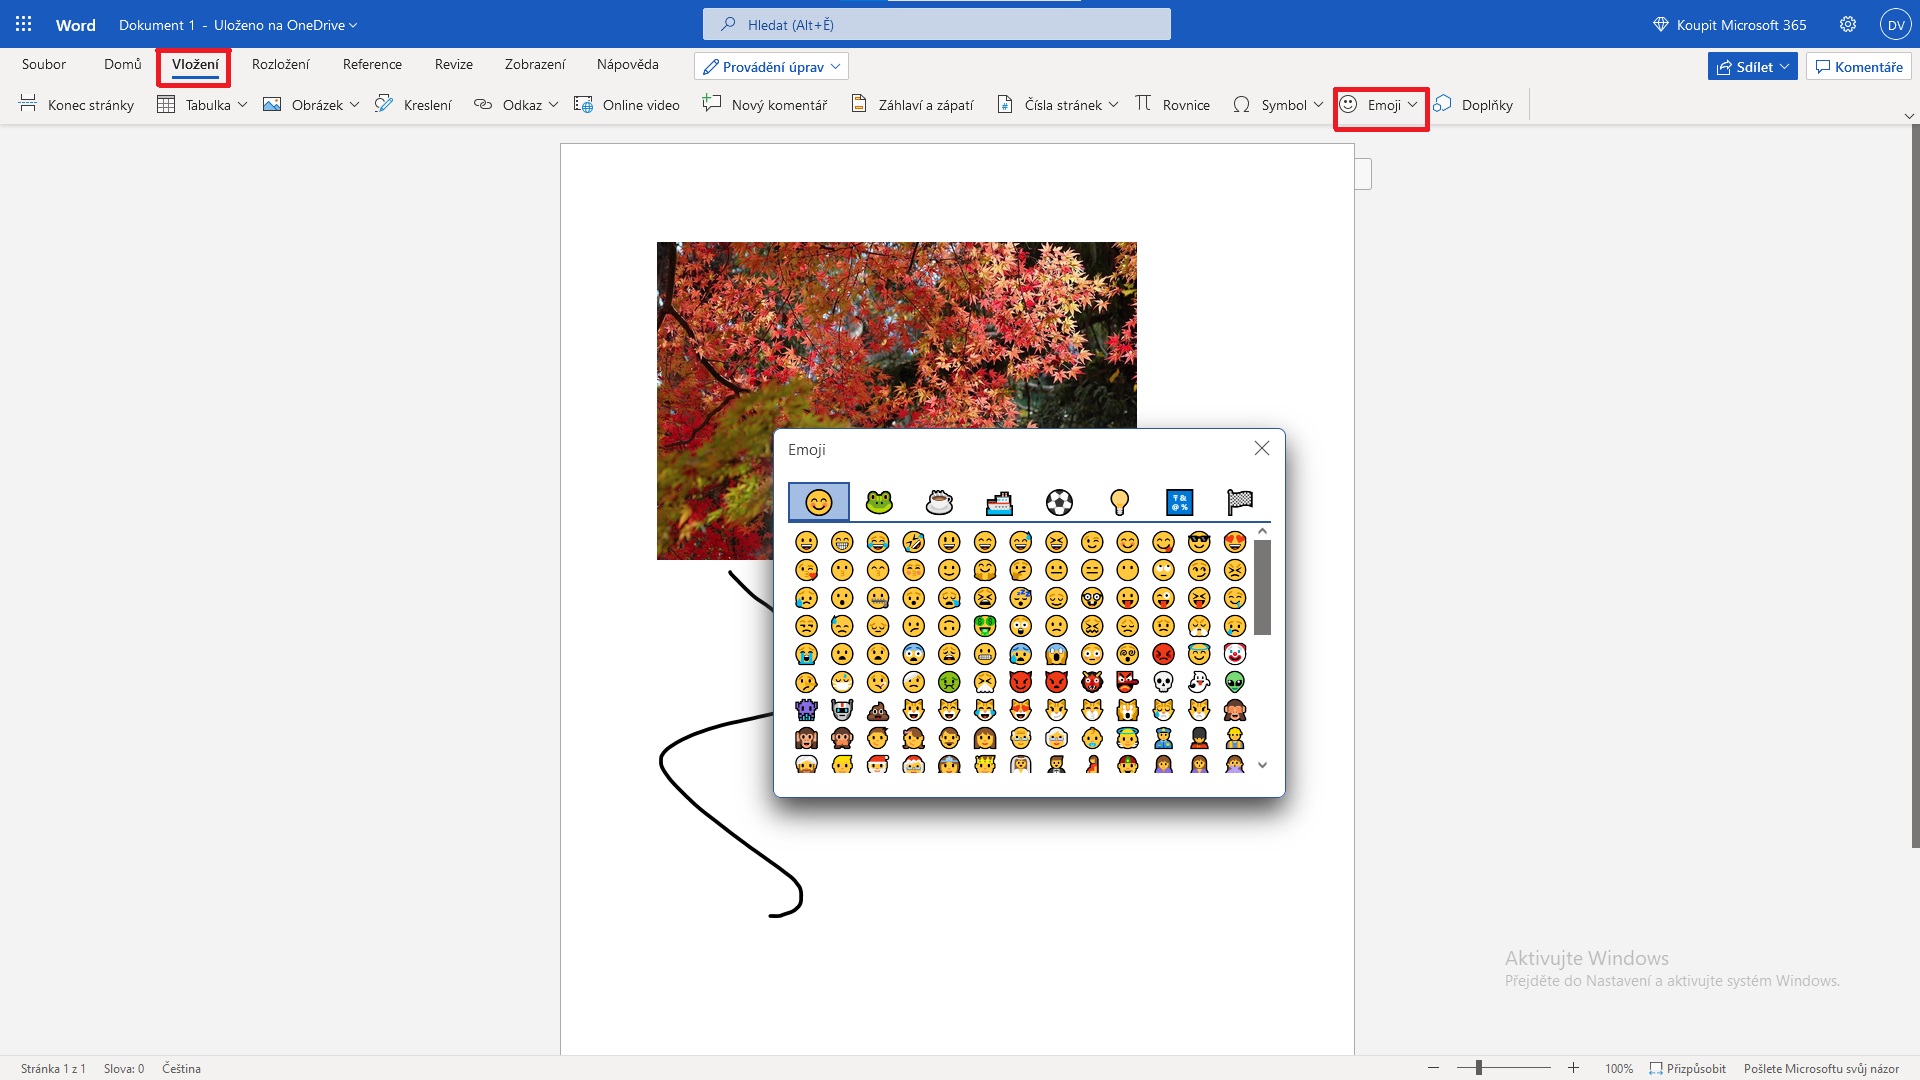 Word Dokument 1 - Uloženo na OneDrive Hledat (Alt+Ě) Koupit Microsoft 365 DV
Soubor Domů Vložení Rozložení Reference Revize Zobrazení Nápověda Provádění úprav Sdílet Komentáře
Konec stránky Tabulka Obrázek Kreslení Odkaz Online video Nový komentář Záhlaví a zápatí Čísla stránek Rovnice Symbol Emoji Doplňky
Emoji
Aktivujte Windows
Přejděte do Nastavení a aktivujte systém Windows.
Stránka 1 z 1 Slova: 0 Čeština 100% Přizpůsobit Pošlete Microsoftu svůj názor